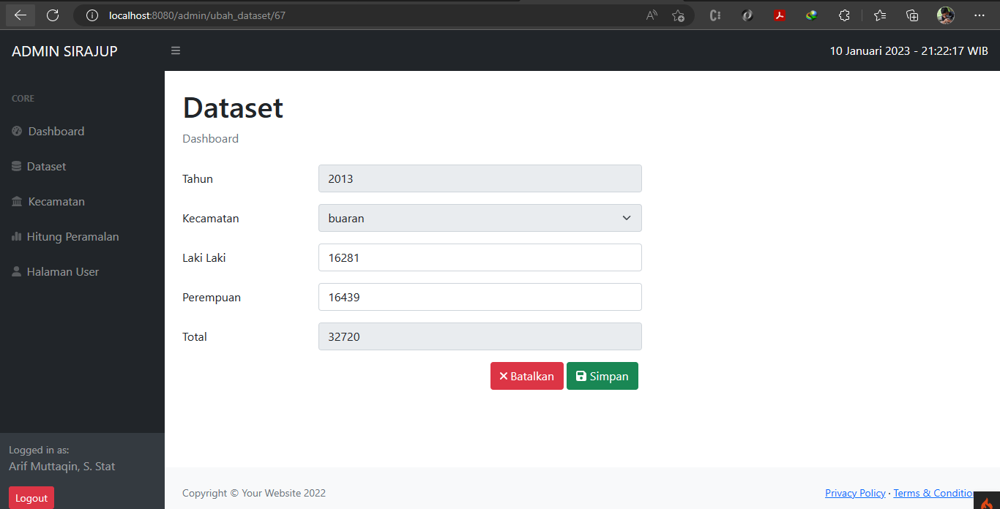 localhost:8080/admin/ubah_dataset/67
ADMIN SIRAJUP
10 Januari 2023 - 21:22:17 WIB
CORE
Dashboard
Dataset
Kecamatan
Hitung Peramalan
Halaman User
Logged in as:
Arif Muttaqin, S. Stat
Logout
Dataset
Dashboard
Tahun 2013
Kecamatan buaran
Laki Laki 16281
Perempuan 16439
Total 32720
Batalkan Simpan
Copyright © Your Website 2022
Privacy Policy · Terms & Conditio